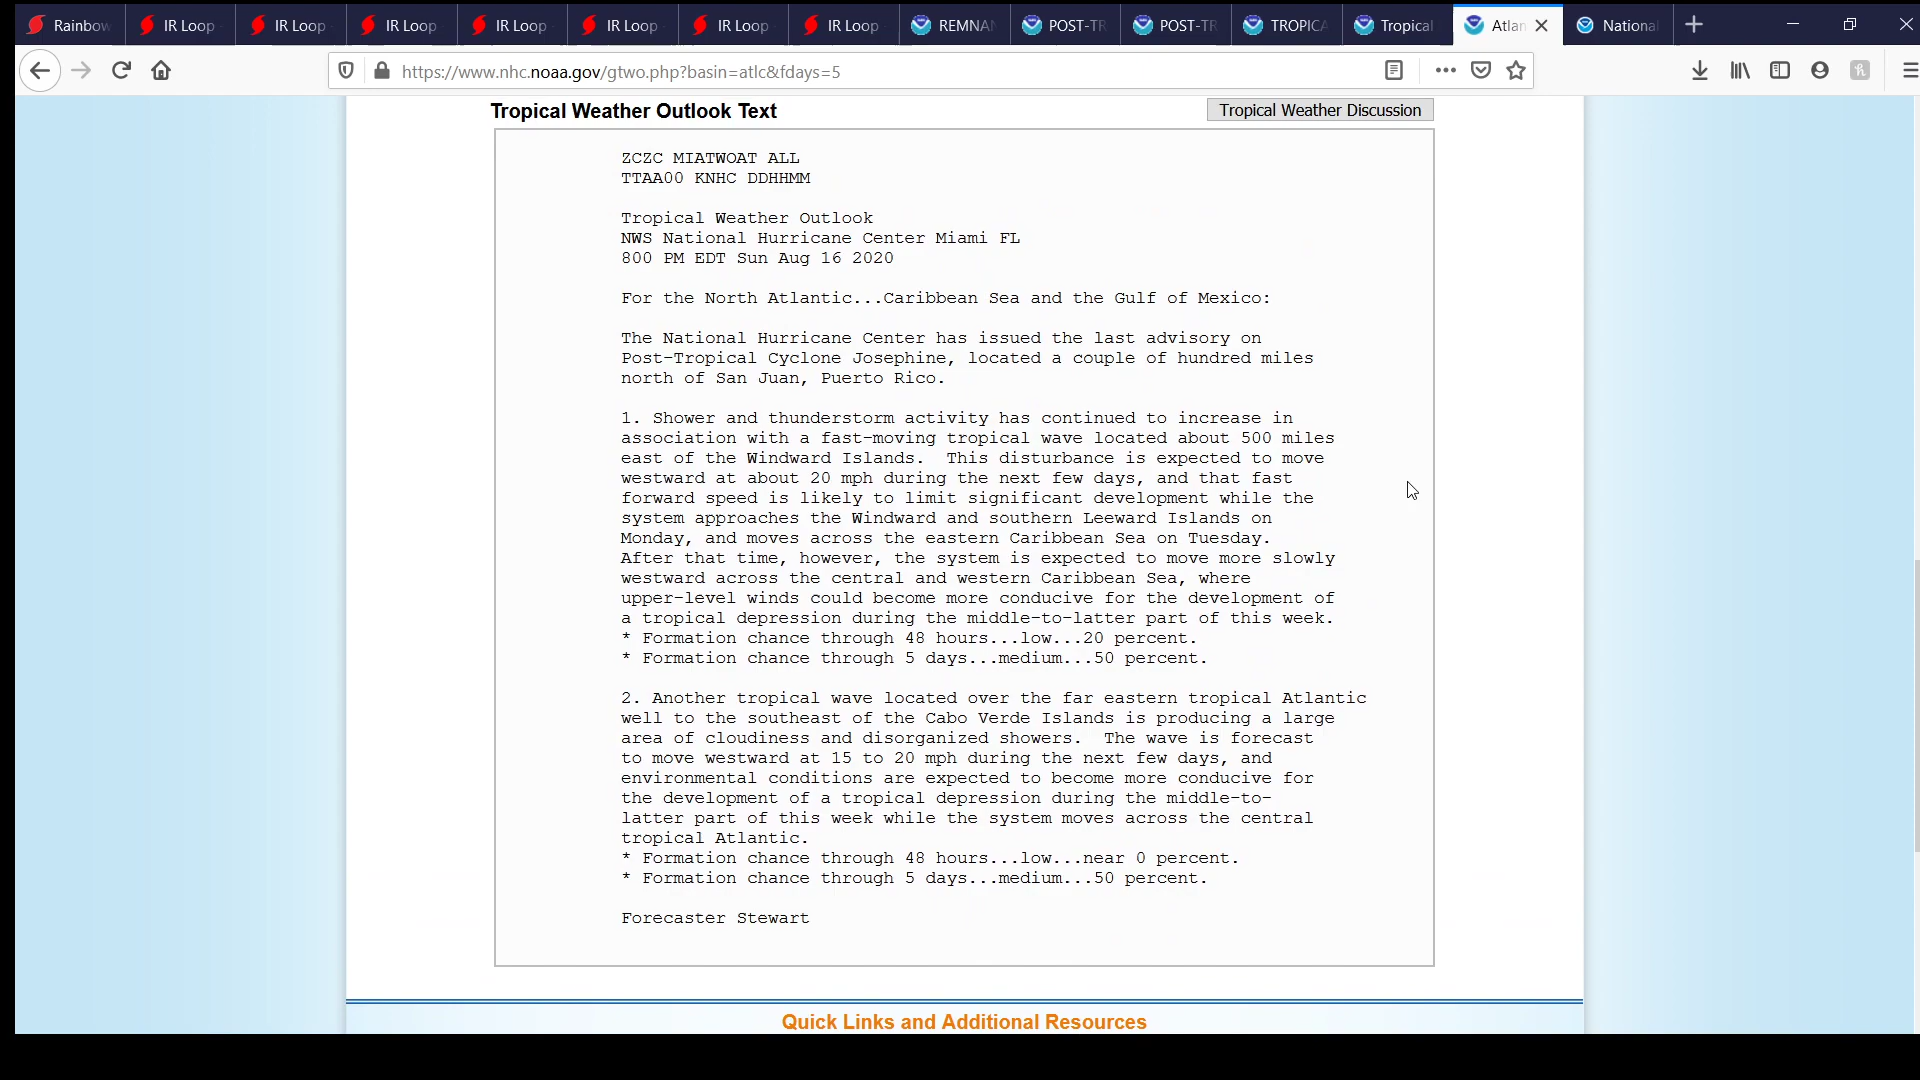 Rainbow
IR Loop
IR Loop
IR Loop
IR Loop
IR Loop
IR Loop
IR Loop
REMNAN
POST-TR
POST-TR
TROPICA
Tropical
Atlan
National
https://www.nhc.noaa.gov/gtwo.php?basin=atlc&fdays=5
Tropical Weather Outlook Text
Tropical Weather Discussion
ZCZC MIATWOAT ALL
TTAA00 KNHC DDHHMM
Tropical Weather Outlook
NWS National Hurricane Center Miami FL
800 PM EDT Sun Aug 16 2020
For the North Atlantic...Caribbean Sea and the Gulf of Mexico:
The National Hurricane Center has issued the last advisory on
Post-Tropical Cyclone Josephine, located a couple of hundred miles
north of San Juan, Puerto Rico.
1. Shower and thunderstorm activity has continued to increase in
association with a fast-moving tropical wave located about 500 miles
east of the Windward Islands.  This disturbance is expected to move
westward at about 20 mph during the next few days, and that fast
forward speed is likely to limit significant development while the
system approaches the Windward and southern Leeward Islands on
Monday, and moves across the eastern Caribbean Sea on Tuesday.
After that time, however, the system is expected to move more slowly
westward across the central and western Caribbean Sea, where
upper-level winds could become more conducive for the development of
a tropical depression during the middle-to-latter part of this week.
* Formation chance through 48 hours...low...20 percent.
* Formation chance through 5 days...medium...50 percent.
2. Another tropical wave located over the far eastern tropical Atlantic
well to the southeast of the Cabo Verde Islands is producing a large
area of cloudiness and disorganized showers.  The wave is forecast
to move westward at 15 to 20 mph during the next few days, and
environmental conditions are expected to become more conducive for
the development of a tropical depression during the middle-to-
latter part of this week while the system moves across the central
tropical Atlantic.
* Formation chance through 48 hours...low...near 0 percent.
* Formation chance through 5 days...medium...50 percent.
Forecaster Stewart
Quick Links and Additional Resources